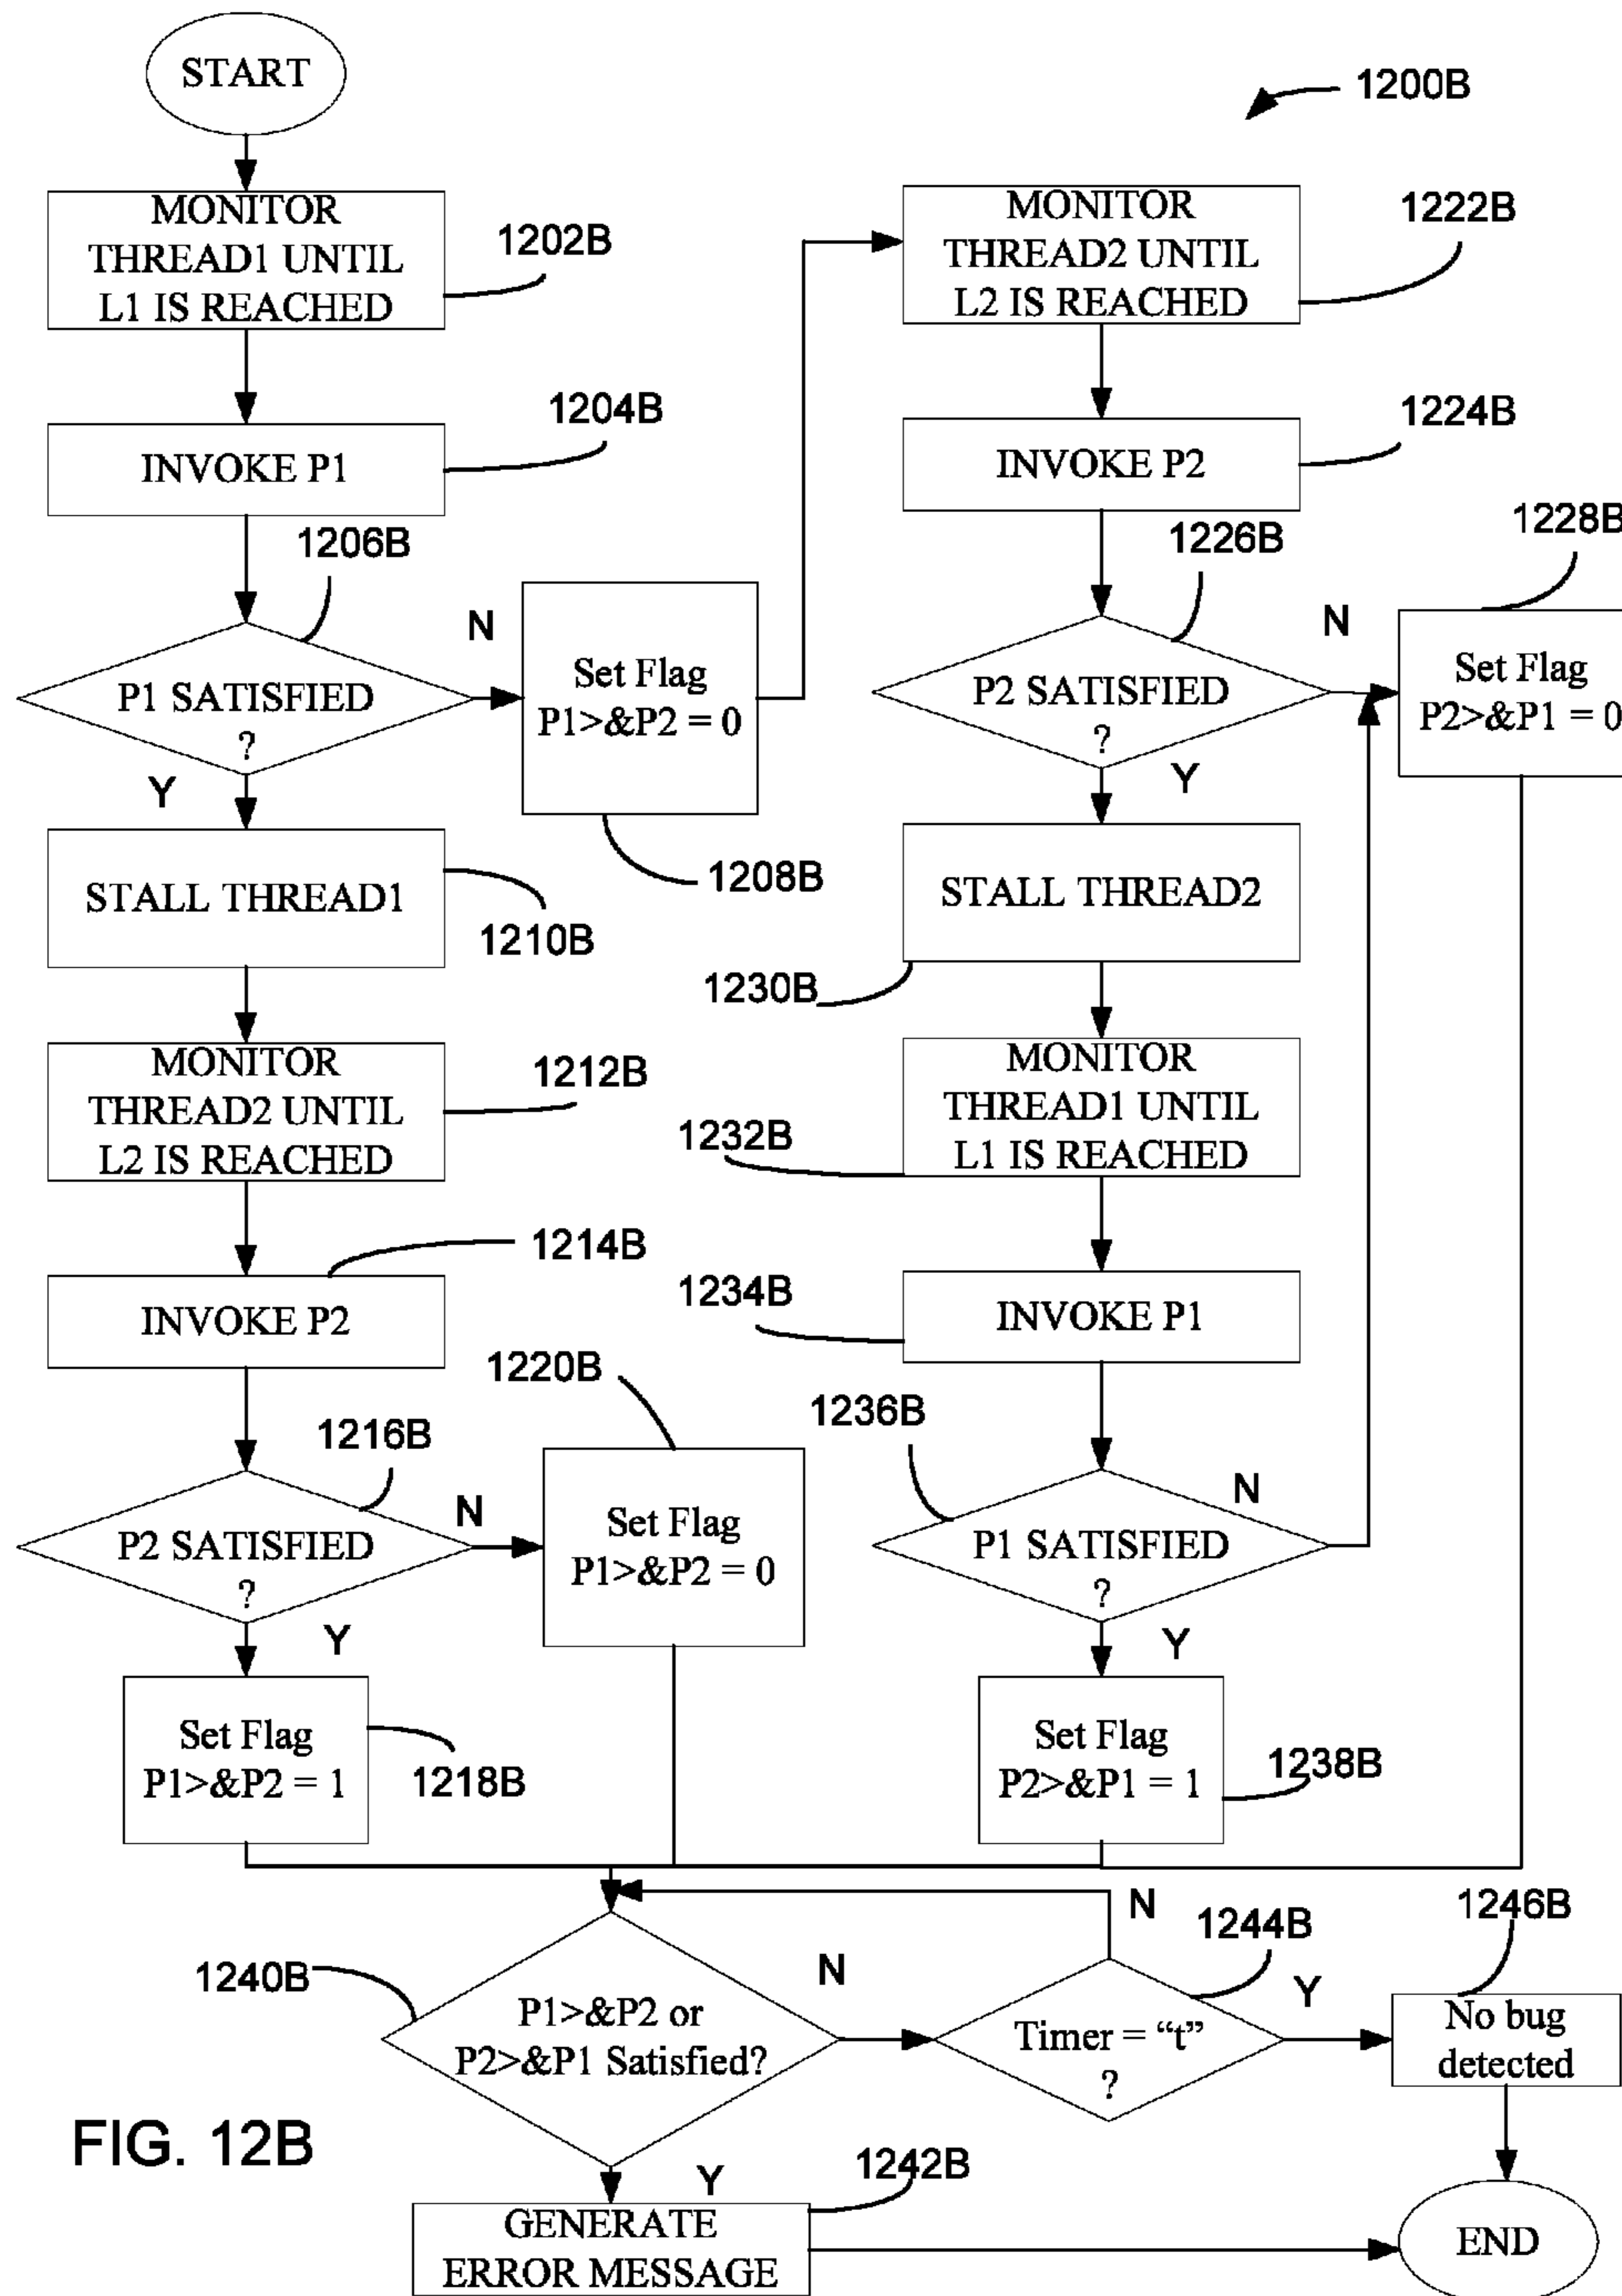 START
1200B
MONITOR
THREAD1 UNTIL
L1 IS REACHED
1202B
INVOKE P1
1204B
1206B
P1 SATISFIED
?
N
Y
Set Flag
P1>&P2 = 0
1208B
STALL THREAD1
1210B
MONITOR
THREAD2 UNTIL
L2 IS REACHED
1212B
INVOKE P2
1214B
1216B
P2 SATISFIED
?
N
Y
1220B
Set Flag
P1>&P2 = 0
Set Flag
P1>&P2 = 1
1218B
MONITOR
THREAD2 UNTIL
L2 IS REACHED
1222B
INVOKE P2
1224B
1226B
P2 SATISFIED
?
N
Y
1228B
Set Flag
P2>&P1 = 0
STALL THREAD2
1230B
MONITOR
THREAD1 UNTIL
L1 IS REACHED
1232B
INVOKE P1
1234B
1236B
P1 SATISFIED
?
N
Y
Set Flag
P2>&P1 = 1
1238B
1240B
P1>&P2 or
P2>&P1 Satisfied?
N
Y
1244B
Timer = “t”
?
N
Y
1246B
No bug
detected
1242B
GENERATE
ERROR MESSAGE
END
FIG. 12B